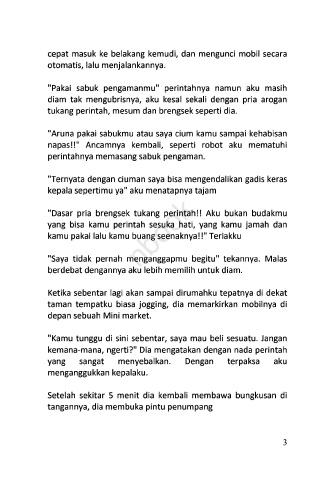 cepat masuk ke belakang kemudi, dan mengunci mobil secara
otomatis, lalu menjalankannya.
"Pakai sabuk pengamanmu" perintahnya namun aku masih
diam tak mengubrisnya, aku kesal sekali dengan pria arogan
tukang perintah, mesum dan brengsek seperti dia.
"Aruna pakai sabukmu atau saya cium kamu sampai kehabisan
napas!!" Ancamnya kembali, seperti robot aku mematuhi
perintahnya memasang sabuk pengaman.
"Ternyata dengan ciuman saya bisa mengendalikan gadis keras
kepala sepertimu ya" aku menatapnya tajam
"Dasar pria brengsek tukang perintah!! Aku bukan budakmu
yang bisa kamu perintah sesuka hati, yang kamu jamah dan
kamu pakai lalu kamu buang seenaknya!!" Teriakku
"Saya tidak pernah menganggapmu begitu" tekannya. Malas
berdebat dengannya aku lebih memilih untuk diam.
Ketika sebentar lagi akan sampai dirumahku tepatnya di dekat
taman tempatku biasa jogging, dia memarkirkan mobilnya di
depan sebuah Mini market.
"Kamu tunggu di sini sebentar, saya mau beli sesuatu. Jangan
kemana-mana, ngerti?" Dia mengatakan dengan nada perintah
yang sangat menyebalkan. Dengan terpaksa aku
menganggukkan kepalaku.
Setelah sekitar 5 menit dia kembali membawa bungkusan di
tangannya, dia membuka pintu penumpang
3